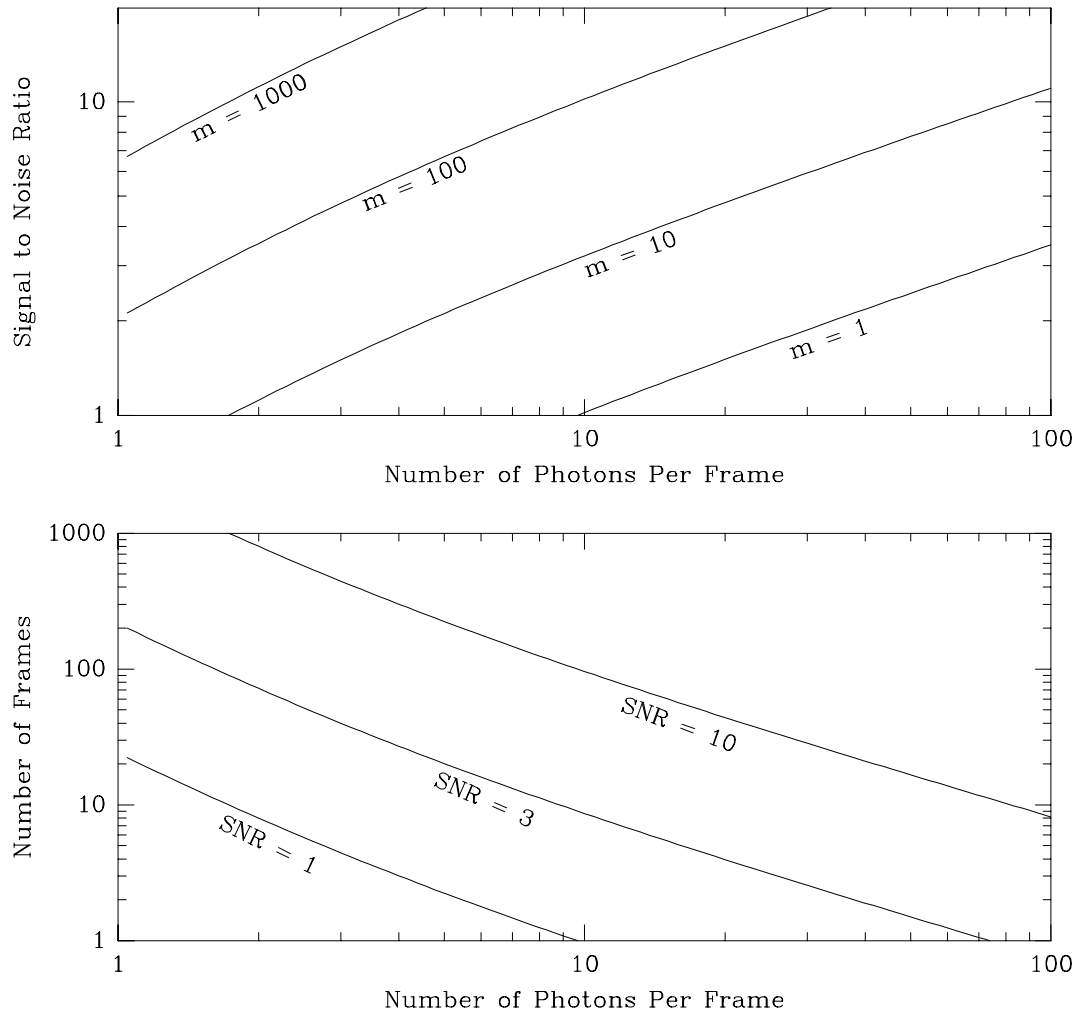 Signal to Noise Ratio
10
1
m = 1000
m = 100
m = 10
m = 1
1
10
100
Number of Photons Per Frame
Number of Frames
1000
100
10
1
SNR = 10
SNR = 3
SNR = 1
1
10
100
Number of Photons Per Frame